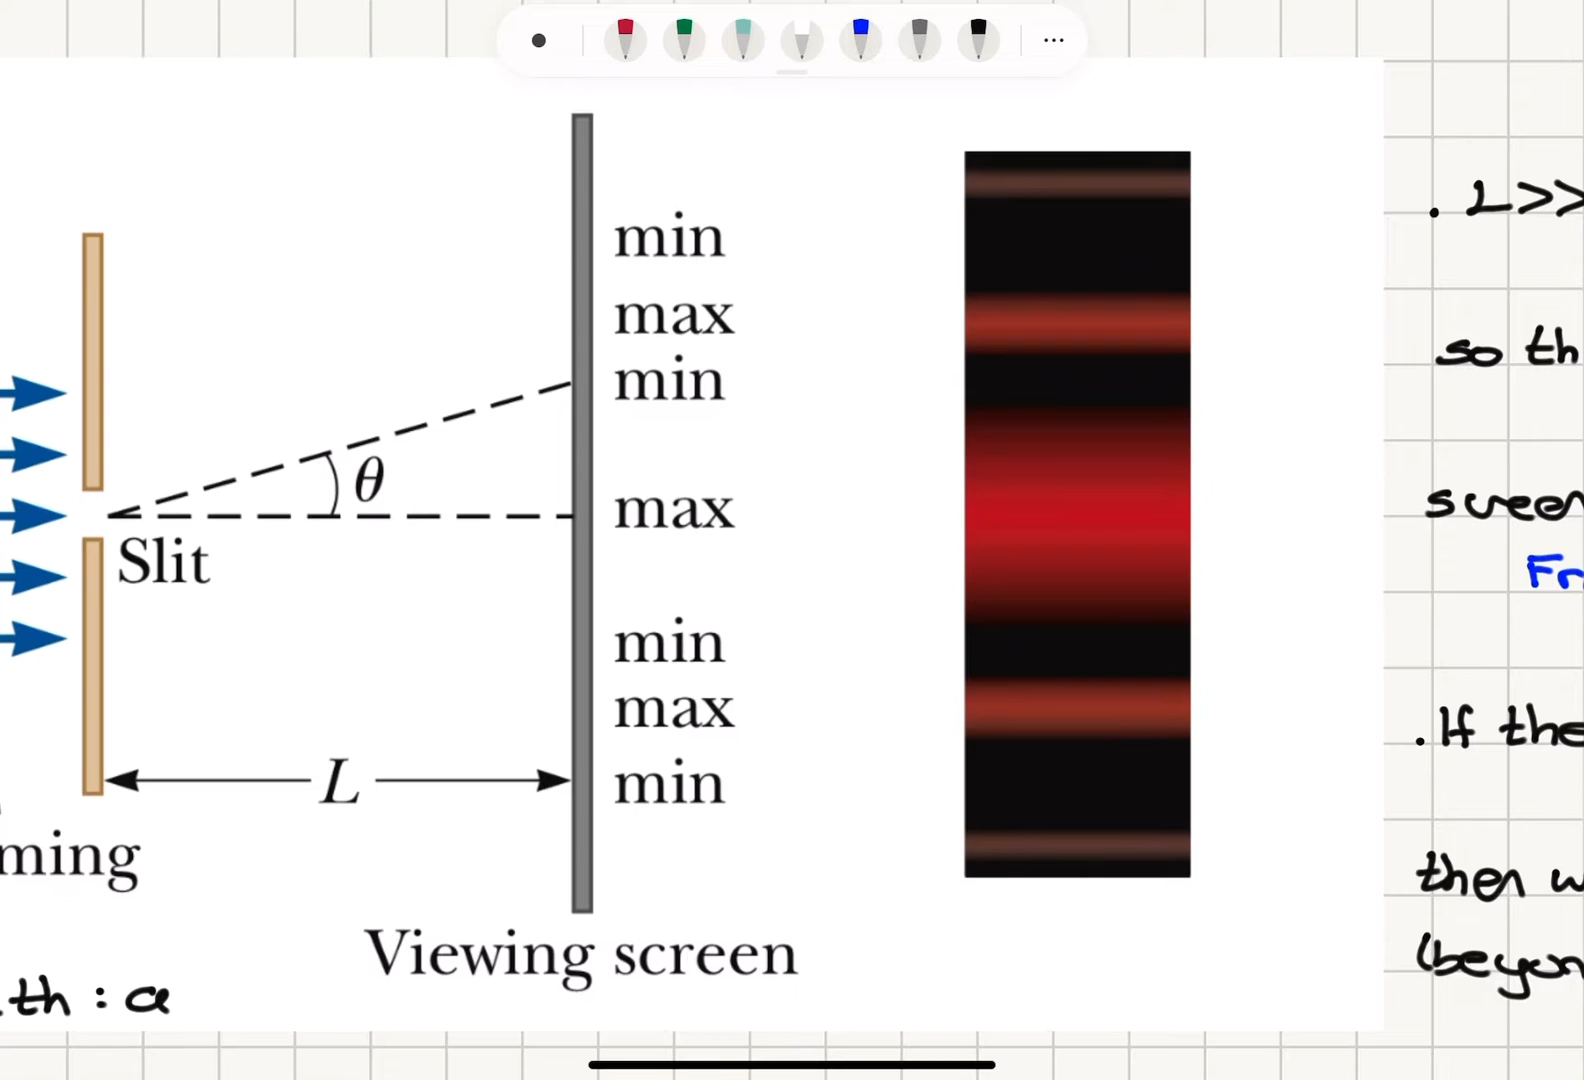 min
max
min
θ
max
Slit
min
max
L
min
ming
Viewing screen
th : a
. L >>
so th
screen
Fr
. If the
then w
(beyon